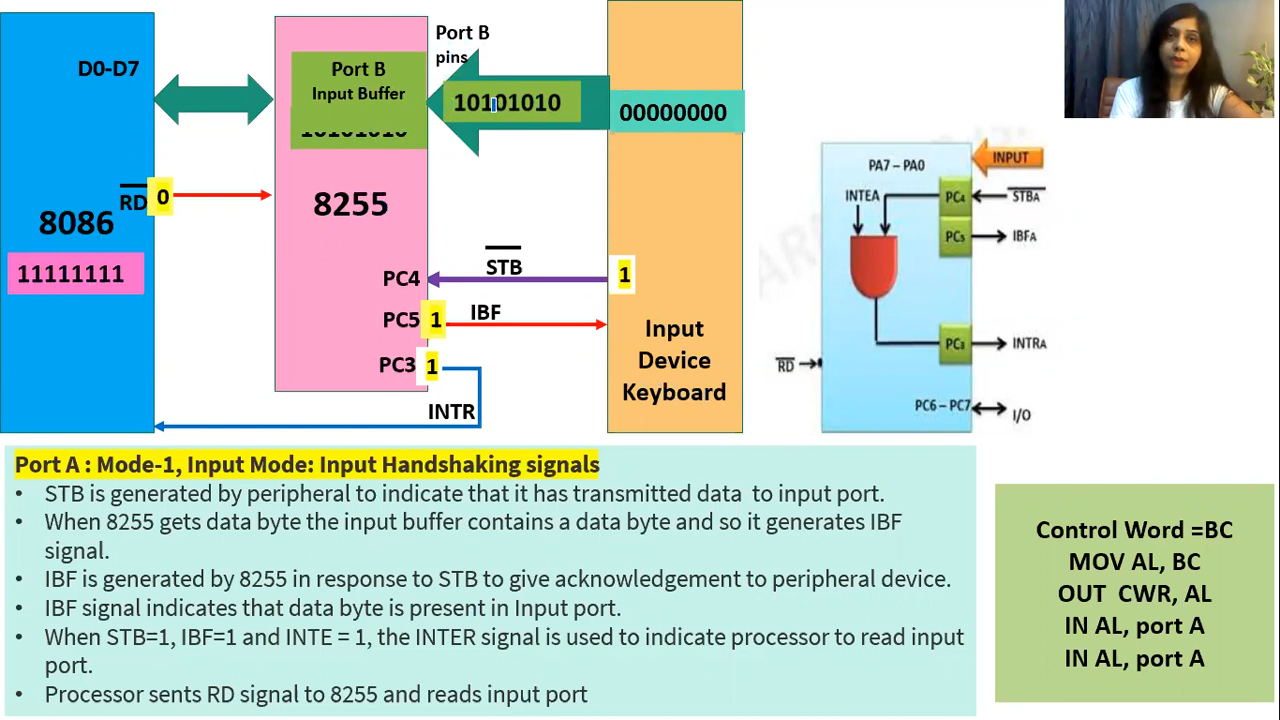 D0-D7
RD
0
8086
11111111
Port B
Input Buffer
8255
PC4
PC5
1
PC3
1
Port B
pins
10101010
00000000
STB
1
IBF
INTR
Input
Device
Keyboard
PA7 – PA0
INPUT
INTEA
PC4
STBA
PC5
IBFA
PC3
INTRA
RD
PC6 – PC7
I/O
Port A : Mode-1, Input Mode: Input Handshaking signals
• STB is generated by peripheral to indicate that it has transmitted data to input port.
• When 8255 gets data byte the input buffer contains a data byte and so it generates IBF
signal.
• IBF is generated by 8255 in response to STB to give acknowledgement to peripheral device.
• IBF signal indicates that data byte is present in Input port.
• When STB=1, IBF=1 and INTE = 1, the INTER signal is used to indicate processor to read input
port.
• Processor sents RD signal to 8255 and reads input port
Control Word =BC
MOV AL, BC
OUT CWR, AL
IN AL, port A
IN AL, port A